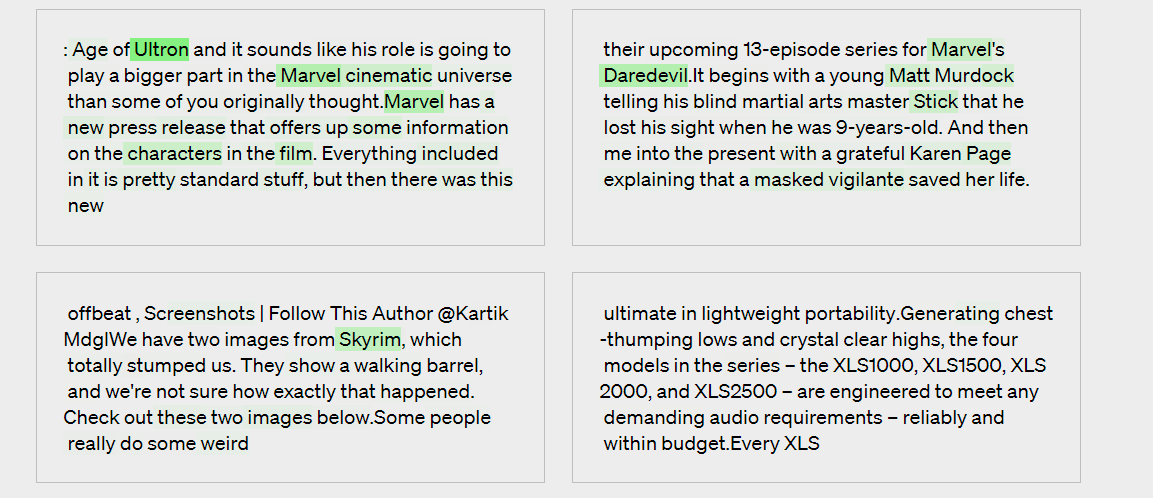 : Age of Ultron and it sounds like his role is going to
play a bigger part in the Marvel cinematic universe
than some of you originally thought.Marvel has a
new press release that offers up some information
on the characters in the film. Everything included
in it is pretty standard stuff, but then there was this
new
their upcoming 13-episode series for Marvel's
Daredevil.It begins with a young Matt Murdock
telling his blind martial arts master Stick that he
lost his sight when he was 9-years-old. And then
me into the present with a grateful Karen Page
explaining that a masked vigilante saved her life.
offbeat , Screenshots | Follow This Author @Kartik
MdglWe have two images from Skyrim, which
totally stumped us. They show a walking barrel,
and we're not sure how exactly that happened.
Check out these two images below.Some people
really do some weird
ultimate in lightweight portability.Generating chest
-thumping lows and crystal clear highs, the four
models in the series – the XLS1000, XLS1500, XLS
2000, and XLS2500 – are engineered to meet any
demanding audio requirements – reliably and
within budget.Every XLS